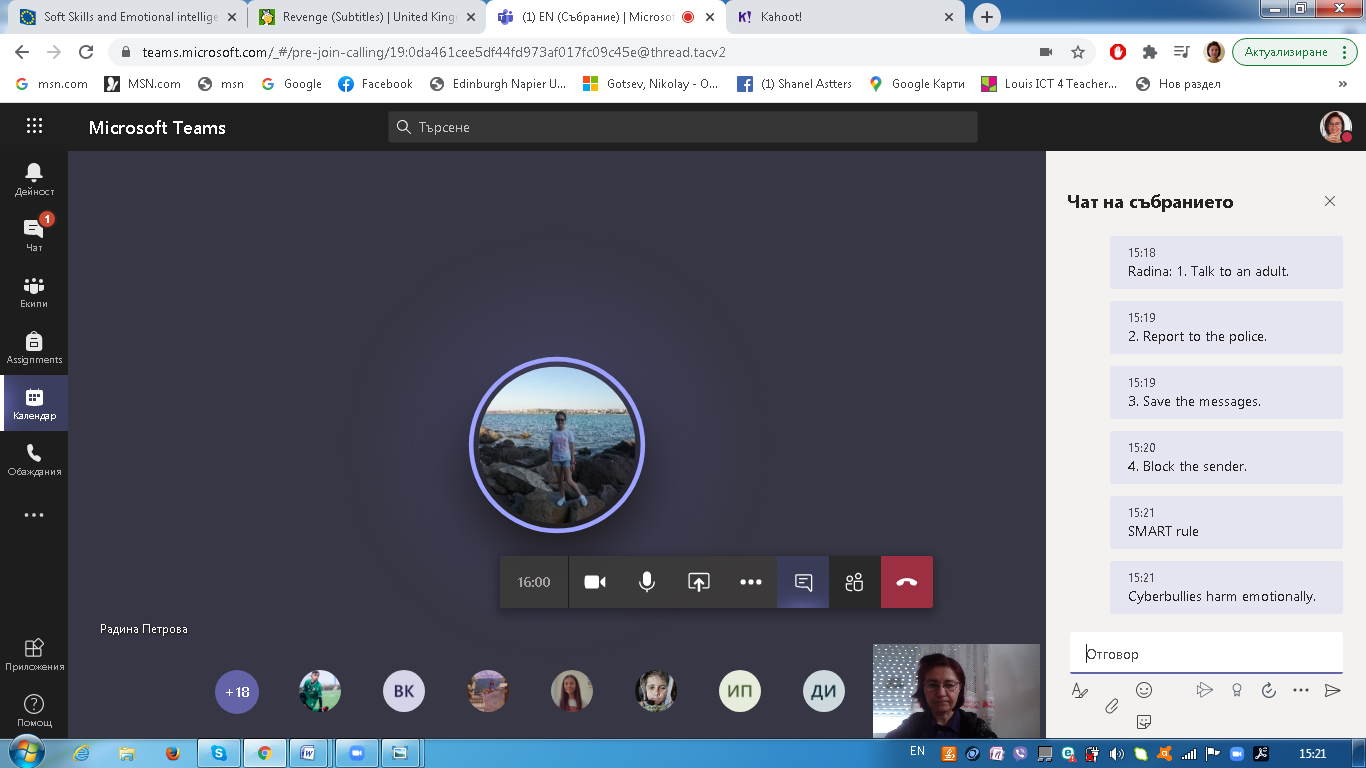 Soft Skills and Emotional intellige
Revenge (Subtitles) | United King
(1) EN (Събрание) | Microsof
Kahoot!
teams.microsoft.com/_#/pre-join-calling/19:0da461cee5df44fd973af017fc09c45e@thread.tacv2
Актуализиране
msn.com
MSN.com
msn
Google
Facebook
Edinburgh Napier U...
Gotsev, Nikolay - O...
(1) Shanel Astters
Google Карти
Louis ICT 4 Teacher...
Нов раздел
»
Microsoft Teams
Търсене
Дейност
1
Чат
Екипи
Assignments
Календар
Обаждания
Приложения
Помощ
16:00
Радина Петрова
+18
ВК
ИП
ДИ
Чат на събранието
15:18
Radina: 1. Talk to an adult.
15:19
2. Report to the police.
15:19
3. Save the messages.
15:20
4. Block the sender.
15:21
SMART rule
15:21
Cyberbullies harm emotionally.
Отговор
EN
15:21